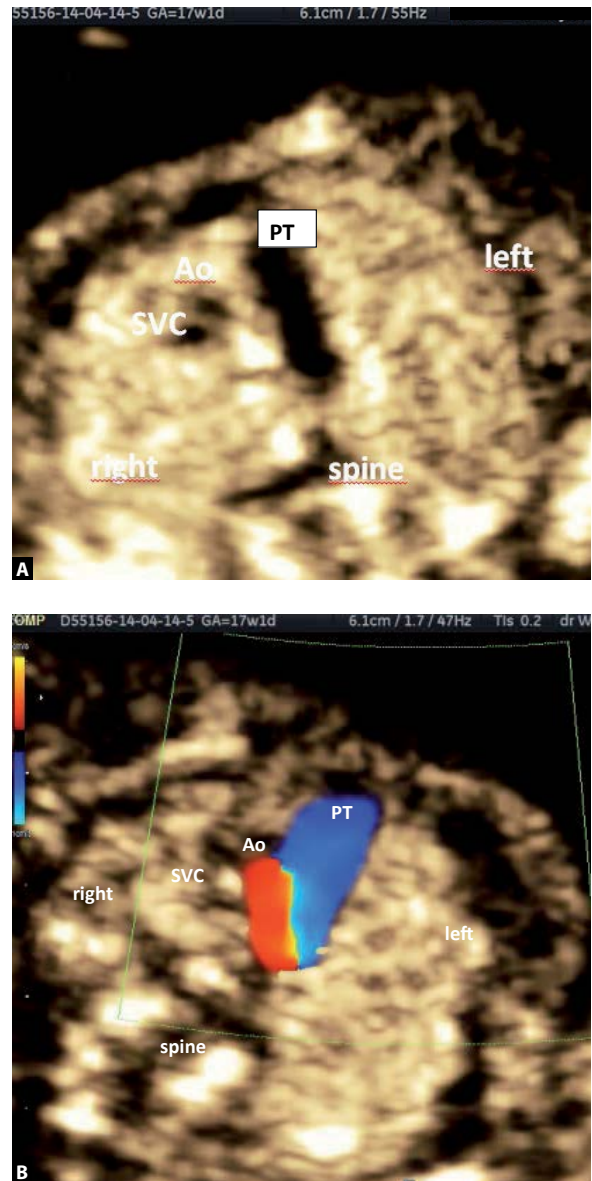 55156-14-04-14-5 GA=17w1d 6.1cm / 1.7 / 55Hz
PT
Ao
left
SVC
right
spine
A
OMP D55156-14-04-14-5 GA=17w1d 6.1cm / 1.7 / 47Hz TIs 0.2 dr W
PT
Ao
SVC
right
left
spine
B